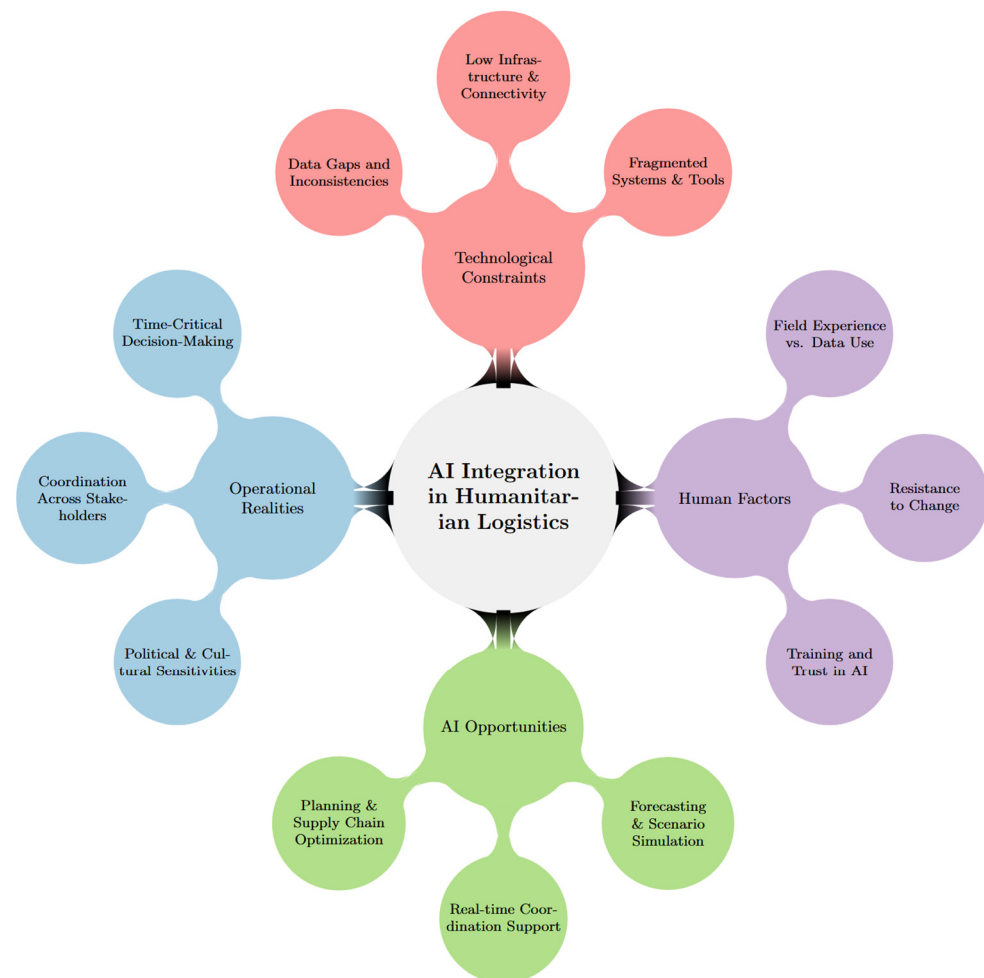 Low Infras-
tructure &
Connectivity
Data Gaps and
Inconsistencies
Fragmented
Systems & Tools
Technological
Constraints
Time-Critical
Decision-Making
Field Experience
vs. Data Use
Coordination
Across Stake-
holders
Operational
Realities
AI Integration
in Humanitar-
ian Logistics
Human Factors
Resistance
to Change
Political & Cul-
tural Sensitivities
Training and
Trust in AI
AI Opportunities
Planning &
Supply Chain
Optimization
Forecasting
& Scenario
Simulation
Real-time Coor-
dination Support